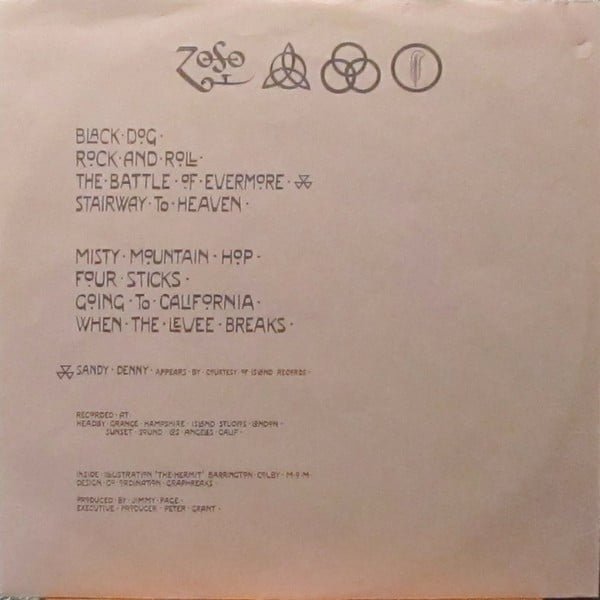 ZoSo
BLACK · DOG ·
ROCK · AND · ROLL ·
THE · BATTLE · OF · EVERMORE ·
STAIRWAY · To · HEAVEN ·
MISTY · MOUNTAIN · HOP ·
FOUR · STICKS ·
GOING · To · CALIFORNIA ·
WHEN · THE · LEVEE · BREAKS ·
SANDY · DENNY · APPEARS · BY · COURTESY OF ISLAND RECORDS ·
RECORDED · AT
HEADLEY · GRANGE · HAMPSHIRE · ISLAND STUDIOS · LONDON ·
SUNSET · SOUND LOS ANGELES CALIF ·
INSIDE · ILLUSTRATION 'THE · HERMIT' BARRINGTON · COLBY · M·O·M·
DESIGN · CO ORDINATION · GRAPHREAKS ·
PRODUCED · BY · JIMMY · PAGE ·
EXECUTIVE · PRODUCER · PETER · GRANT ·